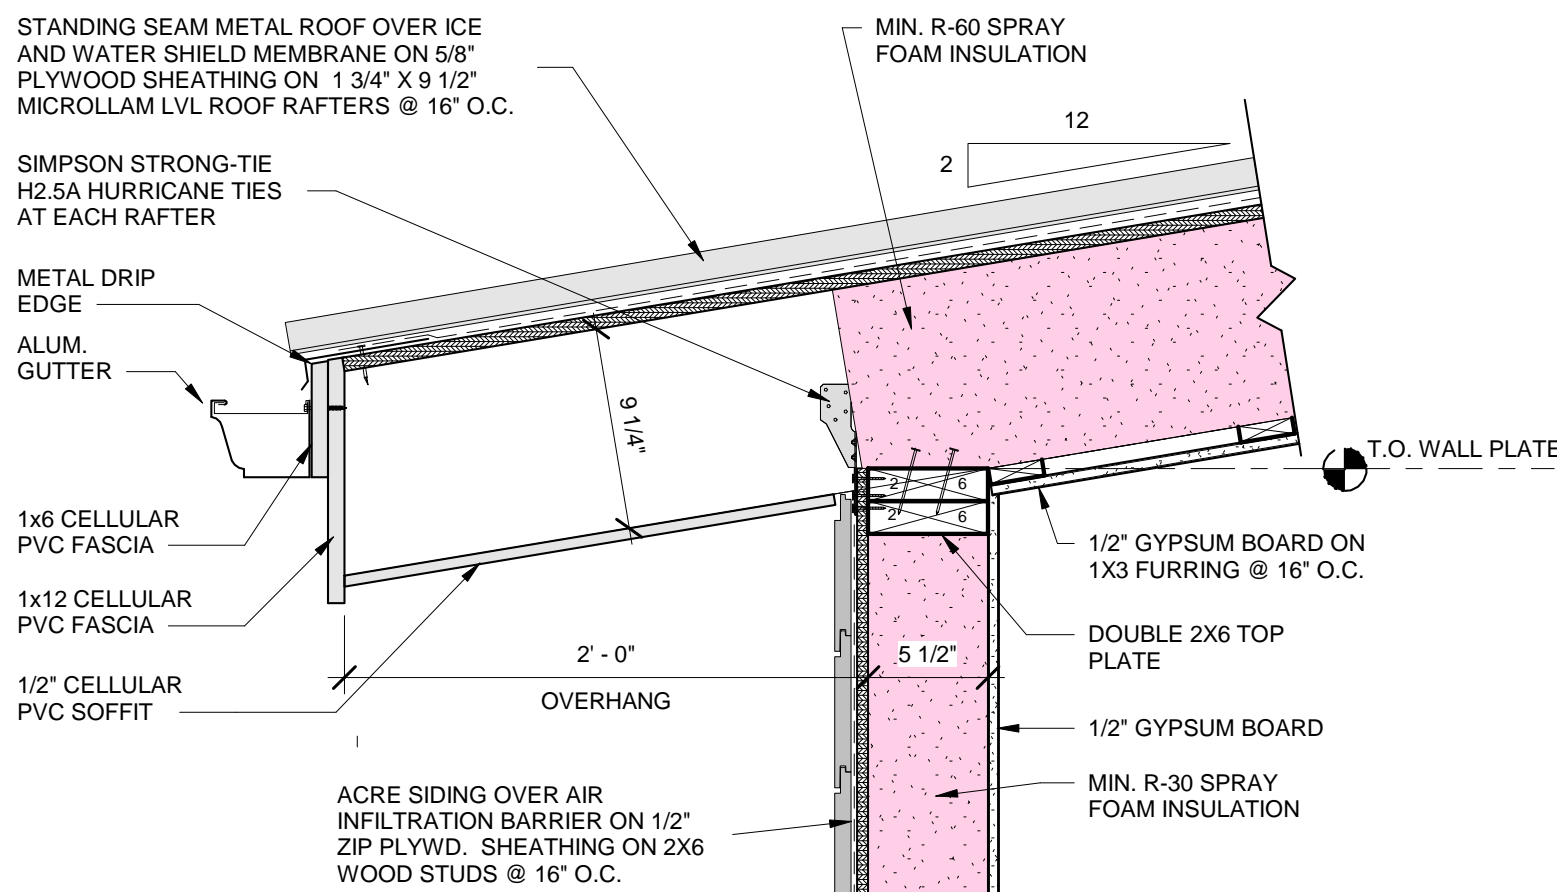 STANDING SEAM METAL ROOF OVER ICE
AND WATER SHIELD MEMBRANE ON 5/8"
PLYWOOD SHEATHING ON 1 3/4" X 9 1/2"
MICROLLAM LVL ROOF RAFTERS @ 16" O.C.
MIN. R-60 SPRAY
FOAM INSULATION
12
2
SIMPSON STRONG-TIE
H2.5A HURRICANE TIES
AT EACH RAFTER
METAL DRIP
EDGE
ALUM.
GUTTER
9 1/4"
T.O. WALL PLATE
2 6
2 6
1x6 CELLULAR
PVC FASCIA
1/2" GYPSUM BOARD ON
1X3 FURRING @ 16" O.C.
1x12 CELLULAR
PVC FASCIA
DOUBLE 2X6 TOP
PLATE
2' - 0"
5 1/2"
OVERHANG
1/2" CELLULAR
PVC SOFFIT
1/2" GYPSUM BOARD
MIN. R-30 SPRAY
FOAM INSULATION
ACRE SIDING OVER AIR
INFILTRATION BARRIER ON 1/2"
ZIP PLYWD. SHEATHING ON 2X6
WOOD STUDS @ 16" O.C.